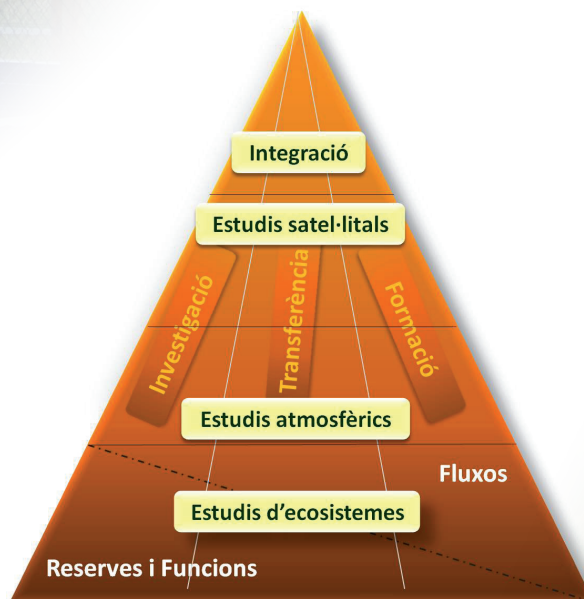 Integració
Estudis satel·litals
Investigació
Transferència
Formació
Estudis atmosfèrics
Fluxos
Estudis d'ecosistemes
Reserves i Funcions